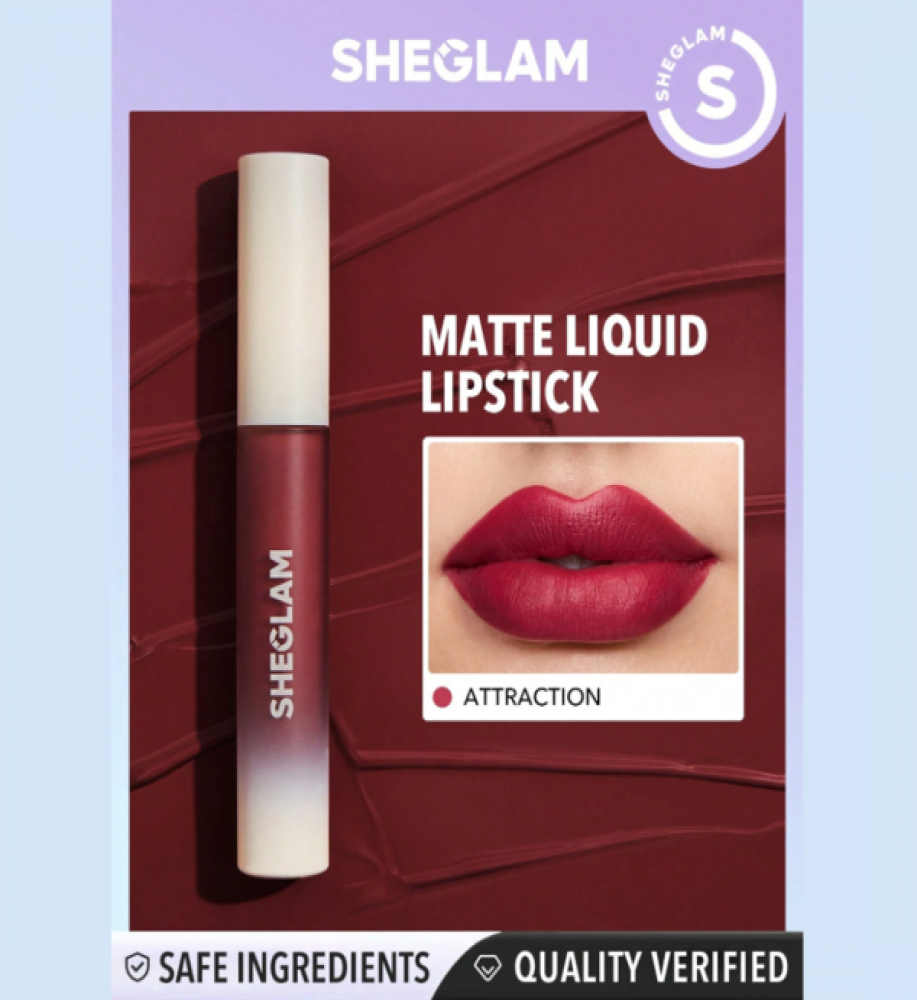 SHEGLAM
SHEGLAM
S
MATTE LIQUID
LIPSTICK
SHEGLAM
ATTRACTION
SAFE INGREDIENTS
QUALITY VERIFIED